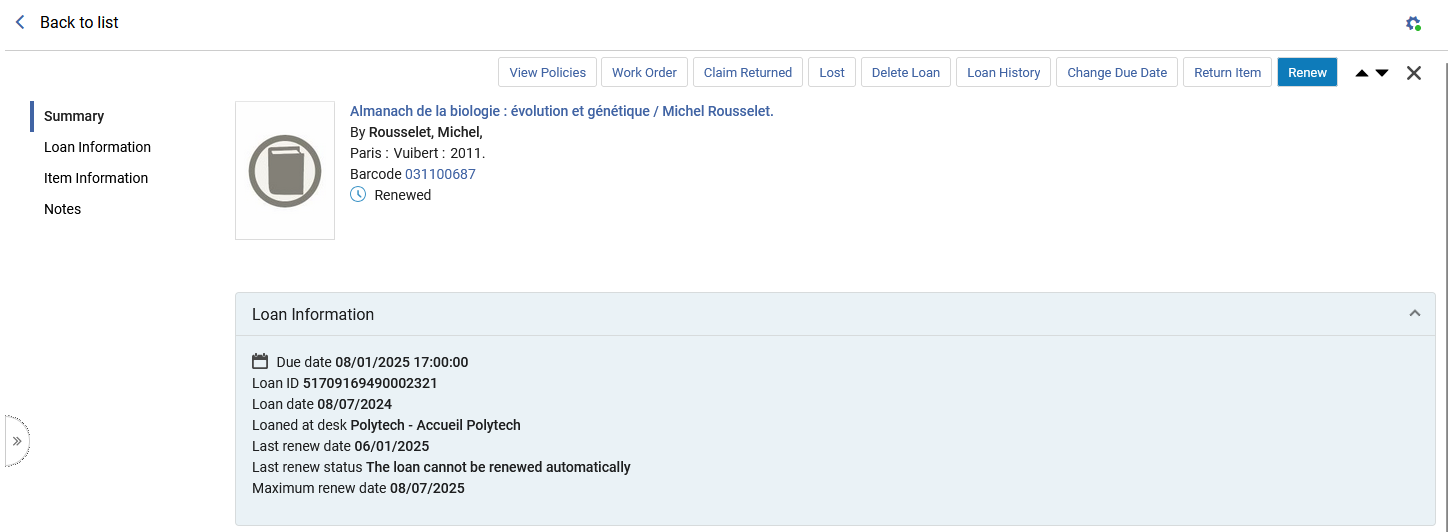 Back to list
View Policies
Work Order
Claim Returned
Lost
Delete Loan
Loan History
Change Due Date
Return Item
Renew
Summary
Loan Information
Item Information
Notes
Almanach de la biologie : évolution et génétique / Michel Rousselet.
By Rousselet, Michel,
Paris : Vuibert : 2011.
Barcode 031100687
Renewed
Loan Information
Due date 08/01/2025 17:00:00
Loan ID 51709169490002321
Loan date 08/07/2024
Loaned at desk Polytech - Accueil Polytech
Last renew date 06/01/2025
Last renew status The loan cannot be renewed automatically
Maximum renew date 08/07/2025